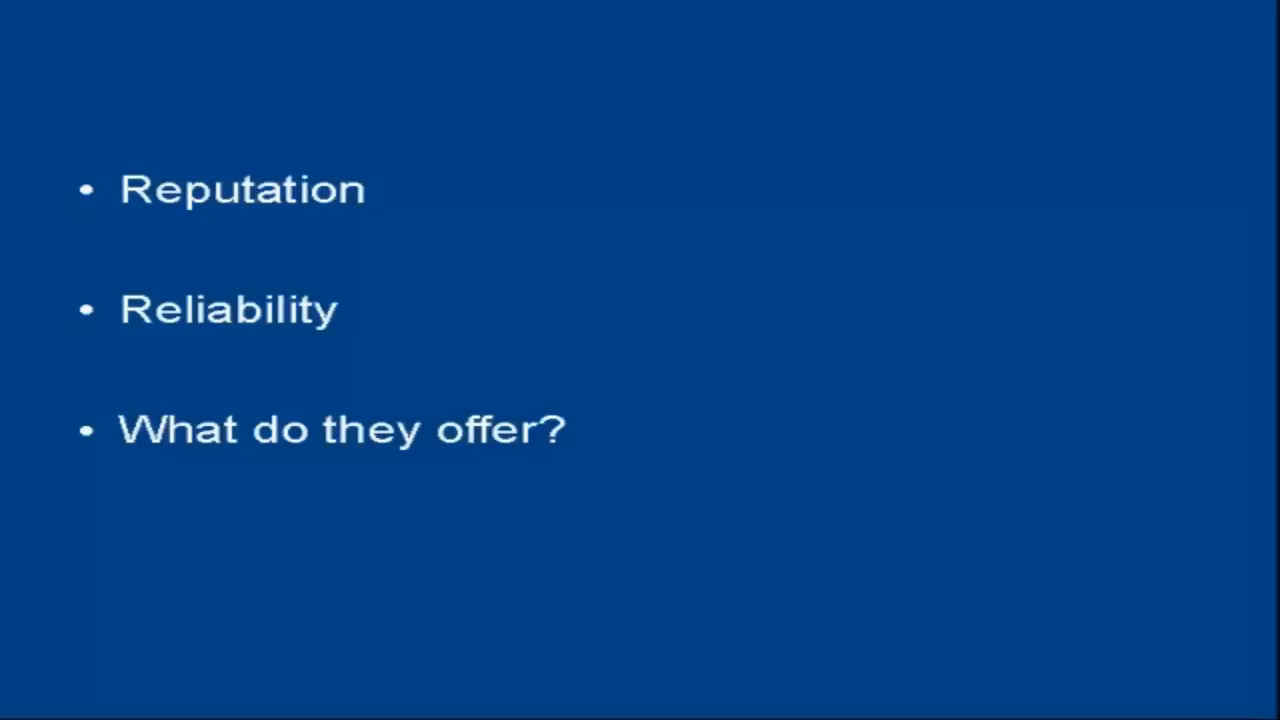 • Reputation
• Reliability
• What do they offer?